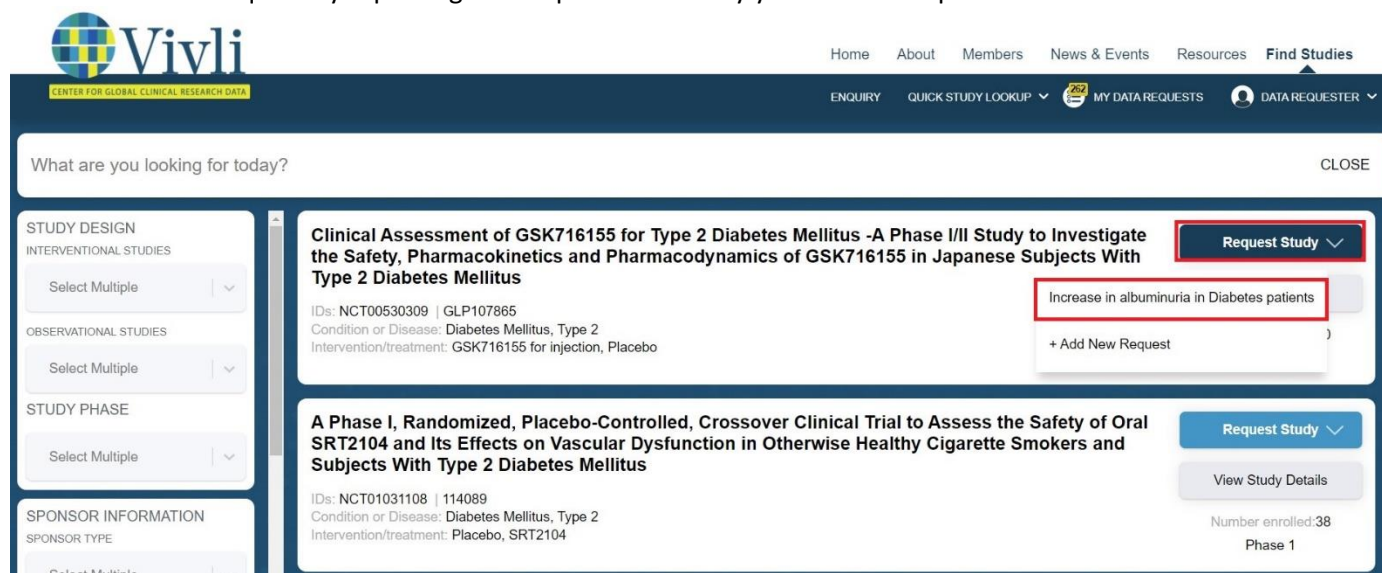 Vivli
CENTER FOR GLOBAL CLINICAL RESEARCH DATA
Home About Members News & Events Resources Find Studies
ENQUIRY QUICK STUDY LOOKUP 262 MY DATA REQUESTS DATA REQUESTER
What are you looking for today? CLOSE
STUDY DESIGN
INTERVENTIONAL STUDIES
Select Multiple
OBSERVATIONAL STUDIES
Select Multiple
STUDY PHASE
Select Multiple
SPONSOR INFORMATION
SPONSOR TYPE
Select Multiple
Clinical Assessment of GSK716155 for Type 2 Diabetes Mellitus -A Phase I/II Study to Investigate
the Safety, Pharmacokinetics and Pharmacodynamics of GSK716155 in Japanese Subjects With
Type 2 Diabetes Mellitus
IDs: NCT00530309 | GLP107865
Condition or Disease: Diabetes Mellitus, Type 2
Intervention/treatment: GSK716155 for injection, Placebo
Request Study
Increase in albuminuria in Diabetes patients
+ Add New Request
A Phase I, Randomized, Placebo-Controlled, Crossover Clinical Trial to Assess the Safety of Oral
SRT2104 and Its Effects on Vascular Dysfunction in Otherwise Healthy Cigarette Smokers and
Subjects With Type 2 Diabetes Mellitus
IDs: NCT01031108 | 114089
Condition or Disease: Diabetes Mellitus, Type 2
Intervention/treatment: Placebo, SRT2104
Request Study
View Study Details
Number enrolled:38
Phase 1